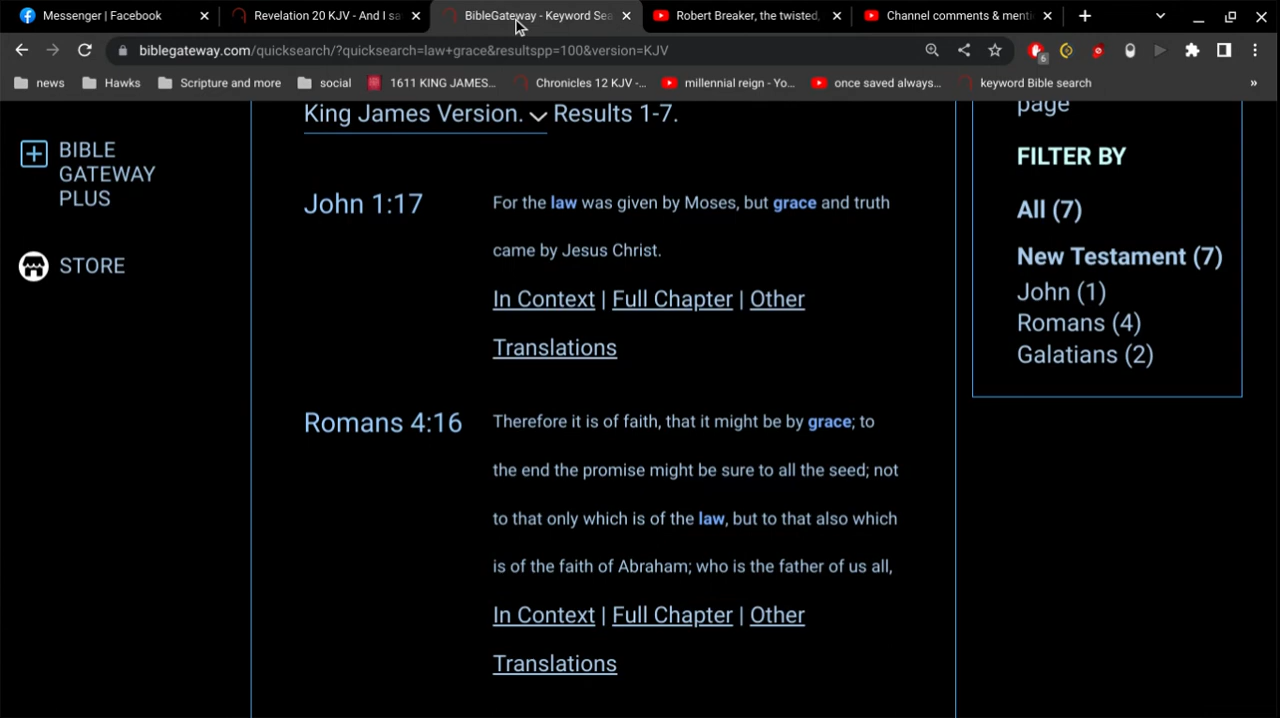 Messenger | Facebook
Revelation 20 KJV - And I sa
BibleGateway - Keyword Sea
Robert Breaker, the twisted,
Channel comments & menti
biblegateway.com/quicksearch/?quicksearch=law+grace&resultspp=100&version=KJV
6
news
Hawks
Scripture and more
social
1611 KING JAMES...
Chronicles 12 KJV -...
millennial reign - Yo...
once saved always...
keyword Bible search
»
King James Version. Results 1-7.
BIBLE
GATEWAY
PLUS
STORE
John 1:17
For the law was given by Moses, but grace and truth
came by Jesus Christ.
In Context | Full Chapter | Other
Translations
Romans 4:16
Therefore it is of faith, that it might be by grace; to
the end the promise might be sure to all the seed; not
to that only which is of the law, but to that also which
is of the faith of Abraham; who is the father of us all,
In Context | Full Chapter | Other
Translations
page
FILTER BY
All (7)
New Testament (7)
John (1)
Romans (4)
Galatians (2)